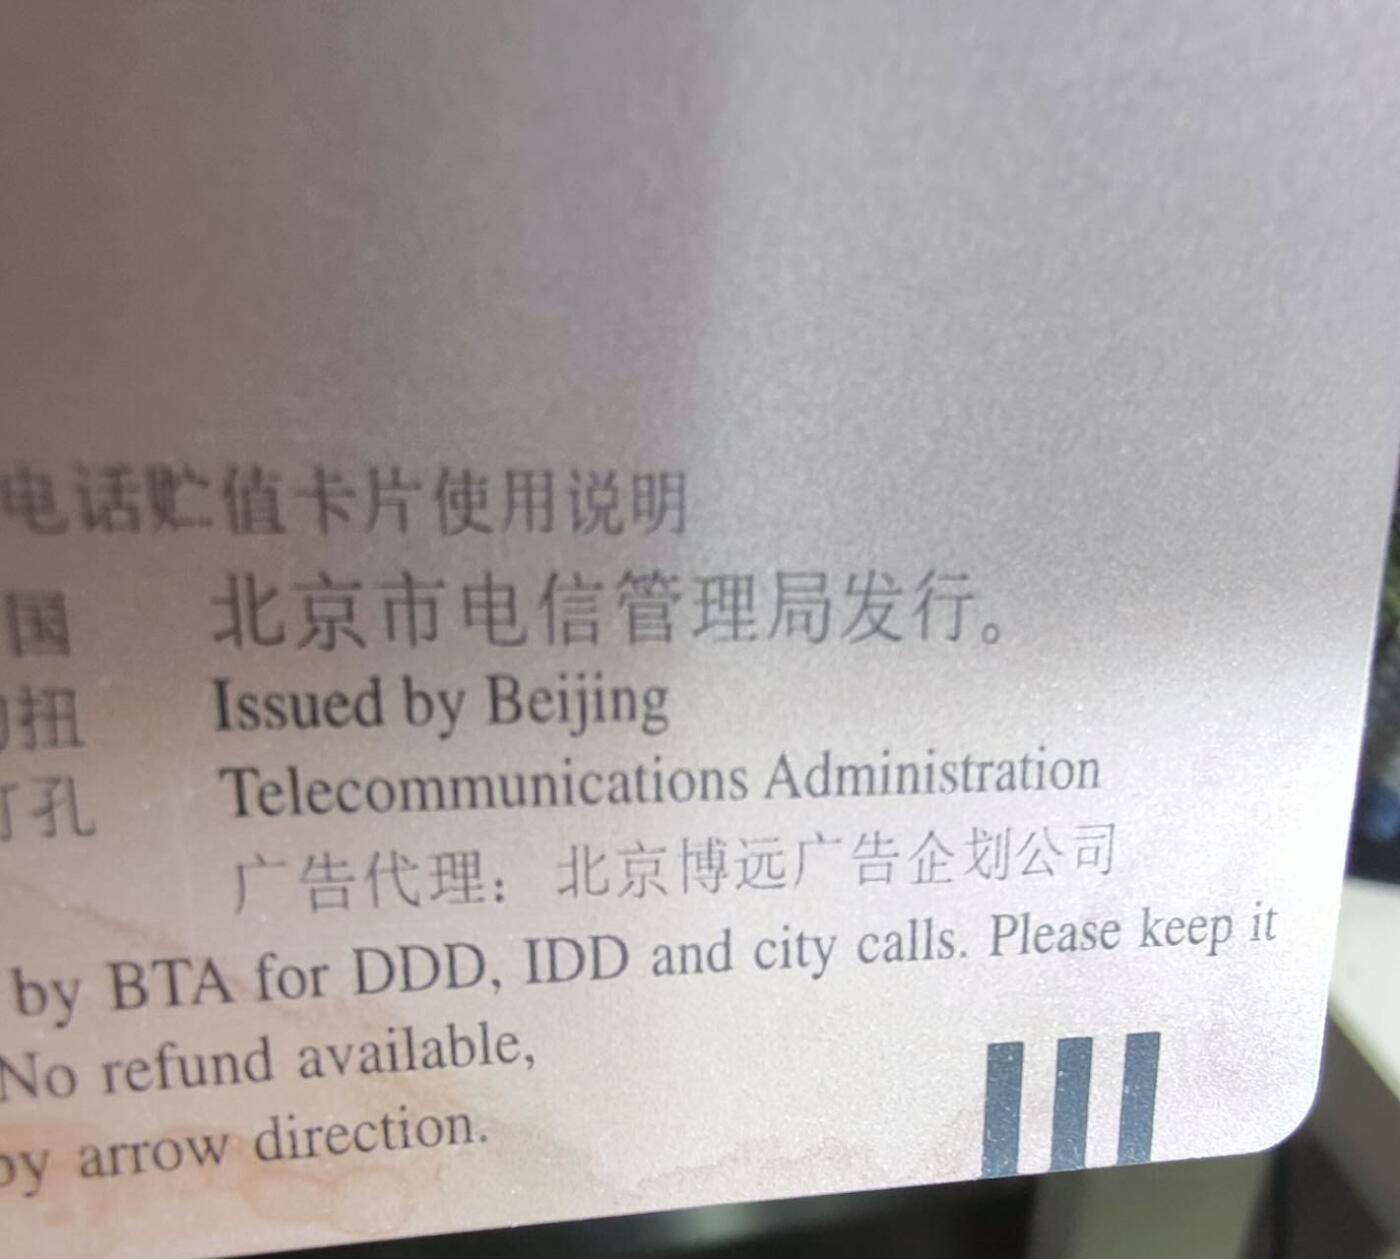 电话贮值卡片使用说明
国 北京市电信管理局发行。
扭 Issued by Beijing
孔 Telecommunications Administration
广告代理: 北京博远广告企划公司
by BTA for DDD, IDD and city calls. Please keep it
No refund available,
by arrow direction.